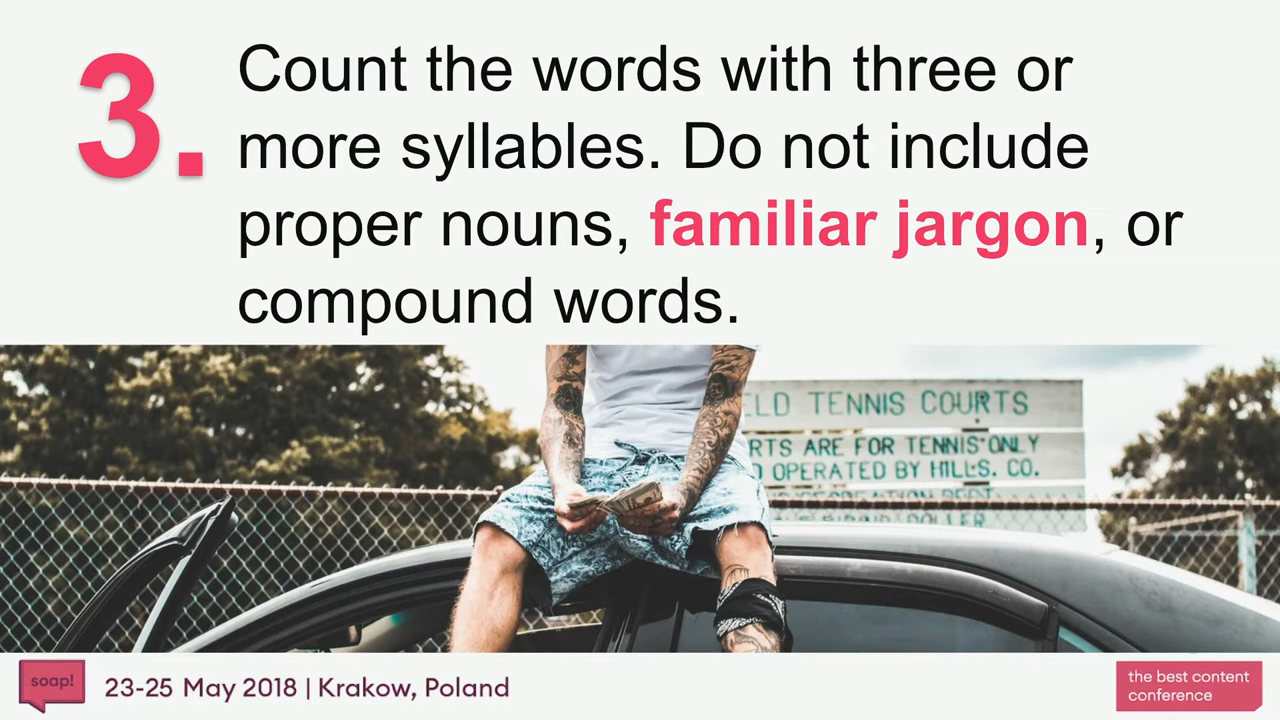 3.
Count the words with three or
more syllables. Do not include
proper nouns, familiar jargon, or
compound words.
ELD TENNIS COURTS
RTS ARE FOR TENNIS ONLY
OPERATED BY HILLS. CO.
soap!
23-25 May 2018 | Krakow, Poland
the best content
conference